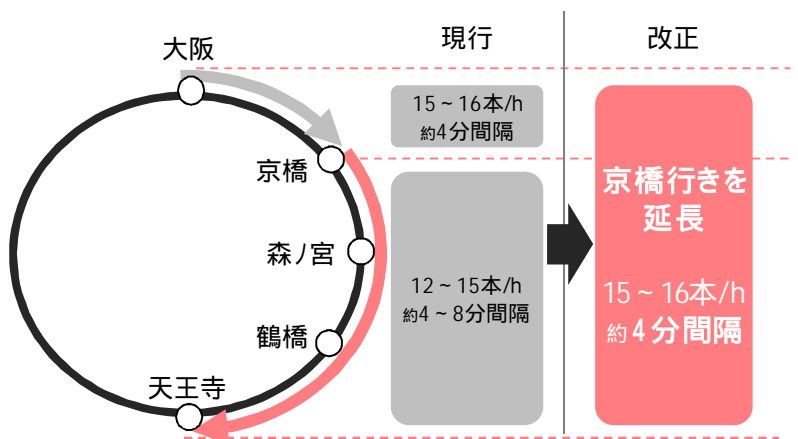 現行
改正
大阪
京橋
森ノ宮
鶴橋
天王寺
15~16本/h
約4分間隔
12~15本/h
約4~8分間隔
京橋行きを
延長
15~16本/h
約4分間隔